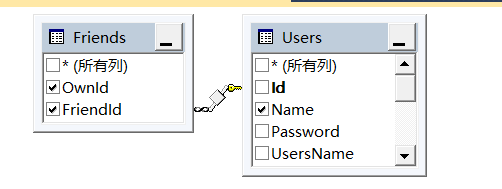 Friends
* (所有列)
OwnId
FriendId
Users
* (所有列)
Id
Name
Password
UsersName